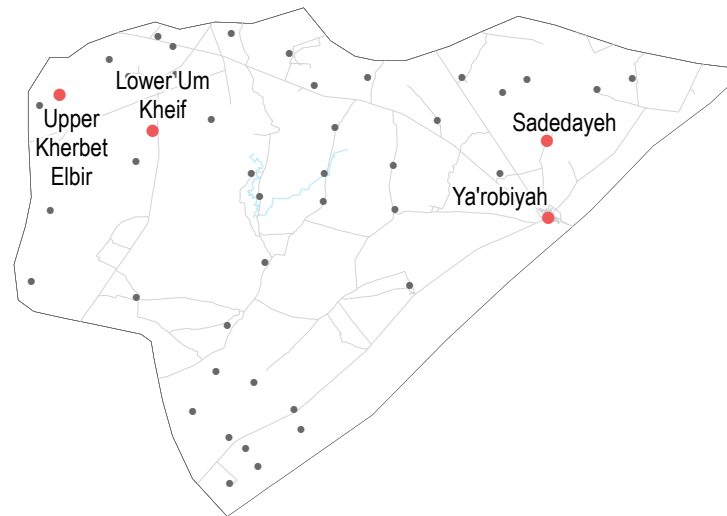 Lower Um
Kheif
Upper
Kherbet
Elbir
Sadedayeh
Ya'robiyah